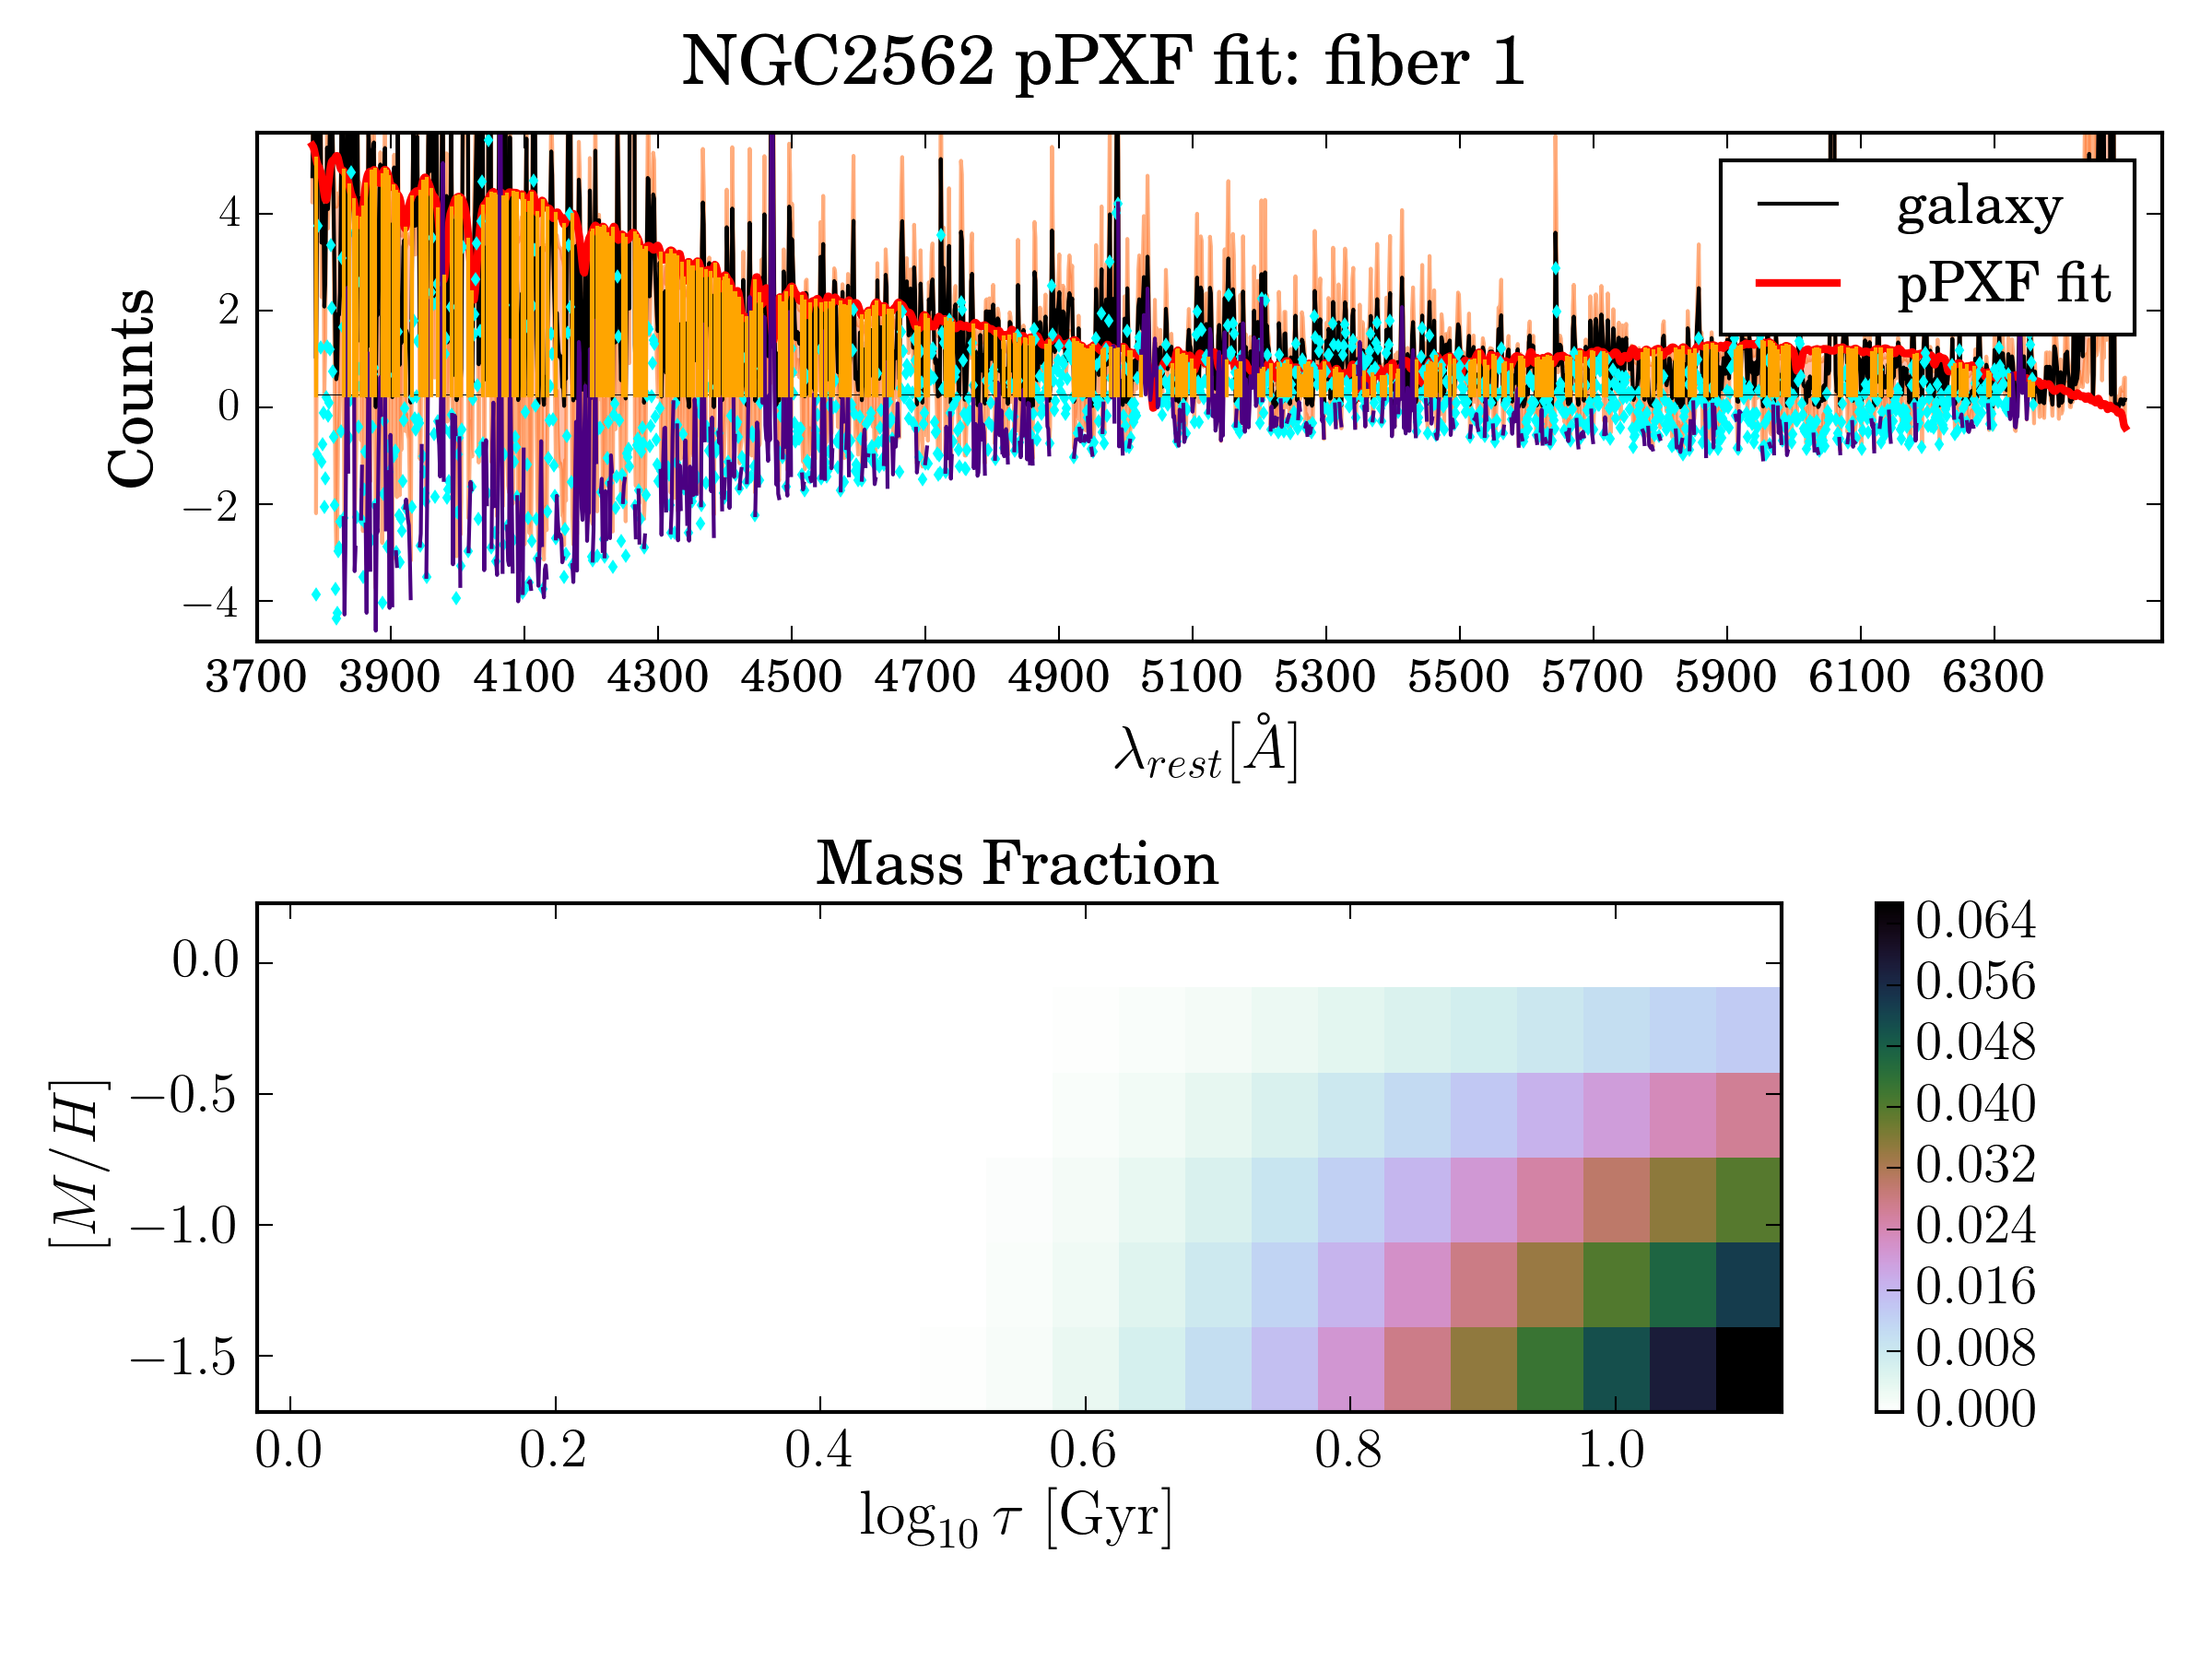 NGC2562 pPXF fit: fiber 1
galaxy
pPXF fit
Counts
4
2
0
−2
−4
3700 3900 4100 4300 4500 4700 4900 5100 5300 5500 5700 5900 6100 6300
λrest[Å]
Mass Fraction
[M/H]
0.0
−0.5
−1.0
−1.5
0.0 0.2 0.4 0.6 0.8 1.0
log10 τ [Gyr]
0.064
0.056
0.048
0.040
0.032
0.024
0.016
0.008
0.000